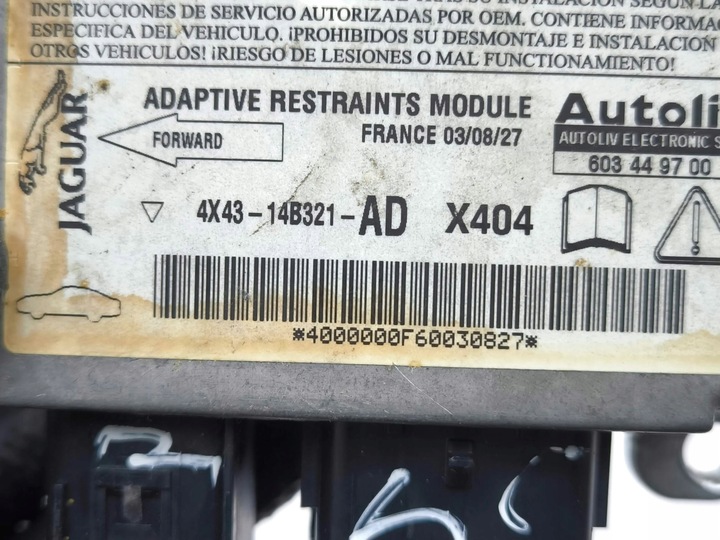 INSTRUCCIONES DE SERVICIO AUTORIZADAS POR OEM. CONTIENE INFORMA
ESPECIFICA DEL VEHICULO. ¡PROHIBIDOS SU DESMONTAJE E INSTALACION
OTROS VEHICULOS! ¡RIESGO DE LESIONES O MAL FUNCIONAMIENTO!
JAGUAR
ADAPTIVE RESTRAINTS MODULE
FORWARD
FRANCE 03/08/27
Autoli
AUTOLIV ELECTRONIC S
603 44 97 00
4X43-14B321-AD X404
*4000000F60030827*